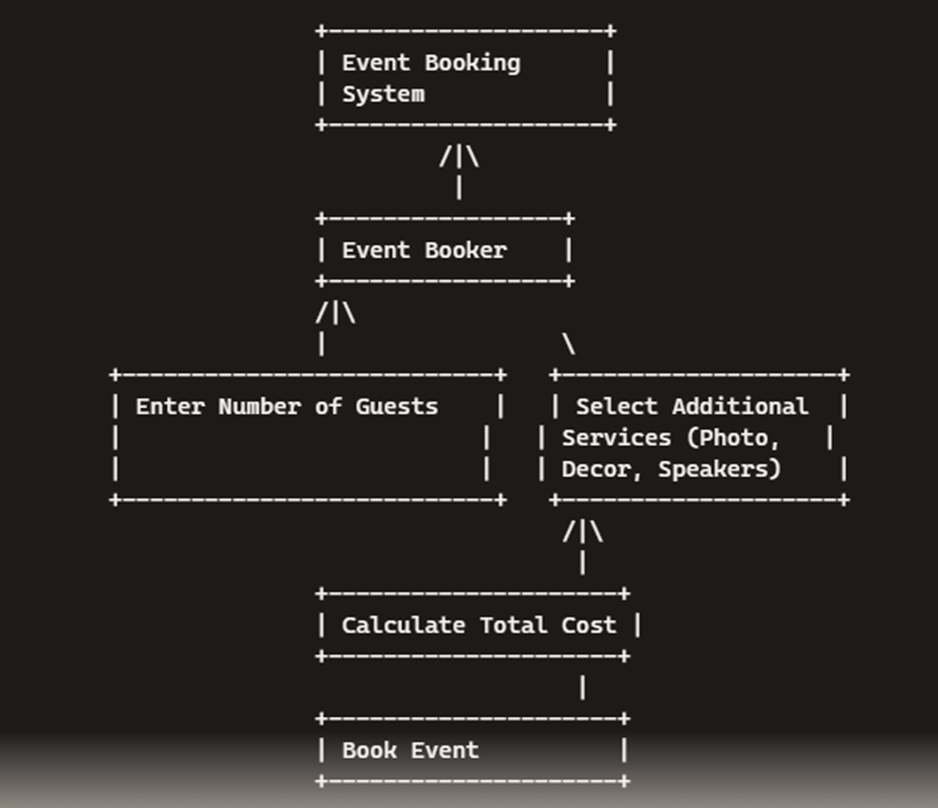 Event Booking
System
Event Booker
Enter Number of Guests
Select Additional
Services (Photo,
Decor, Speakers)
Calculate Total Cost
Book Event